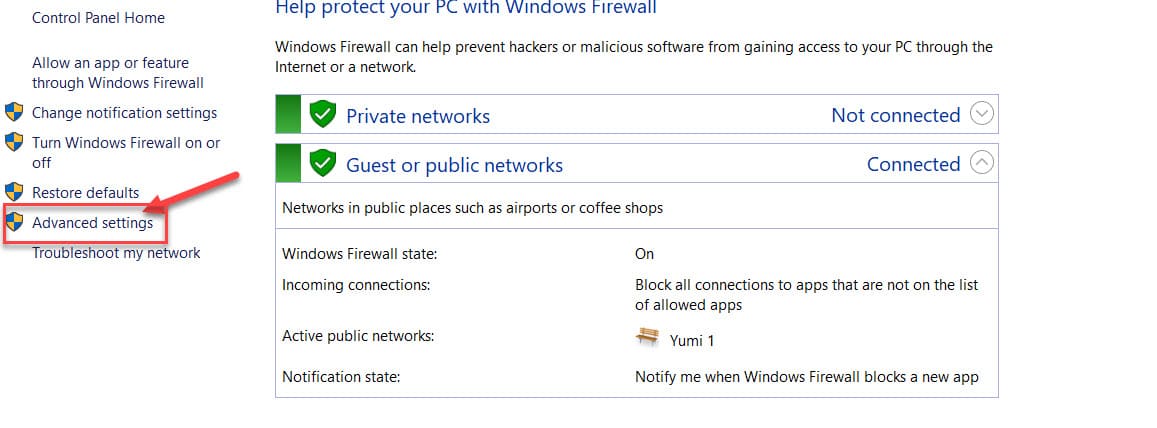 Control Panel Home
Allow an app or feature
through Windows Firewall
Change notification settings
Turn Windows Firewall on or
off
Restore defaults
Advanced settings
Troubleshoot my network
Help protect your PC with Windows Firewall
Windows Firewall can help prevent hackers or malicious software from gaining access to your PC through the
Internet or a network.
Private networks Not connected
Guest or public networks Connected
Networks in public places such as airports or coffee shops
Windows Firewall state: On
Incoming connections: Block all connections to apps that are not on the list
of allowed apps
Active public networks: Yumi 1
Notification state: Notify me when Windows Firewall blocks a new app